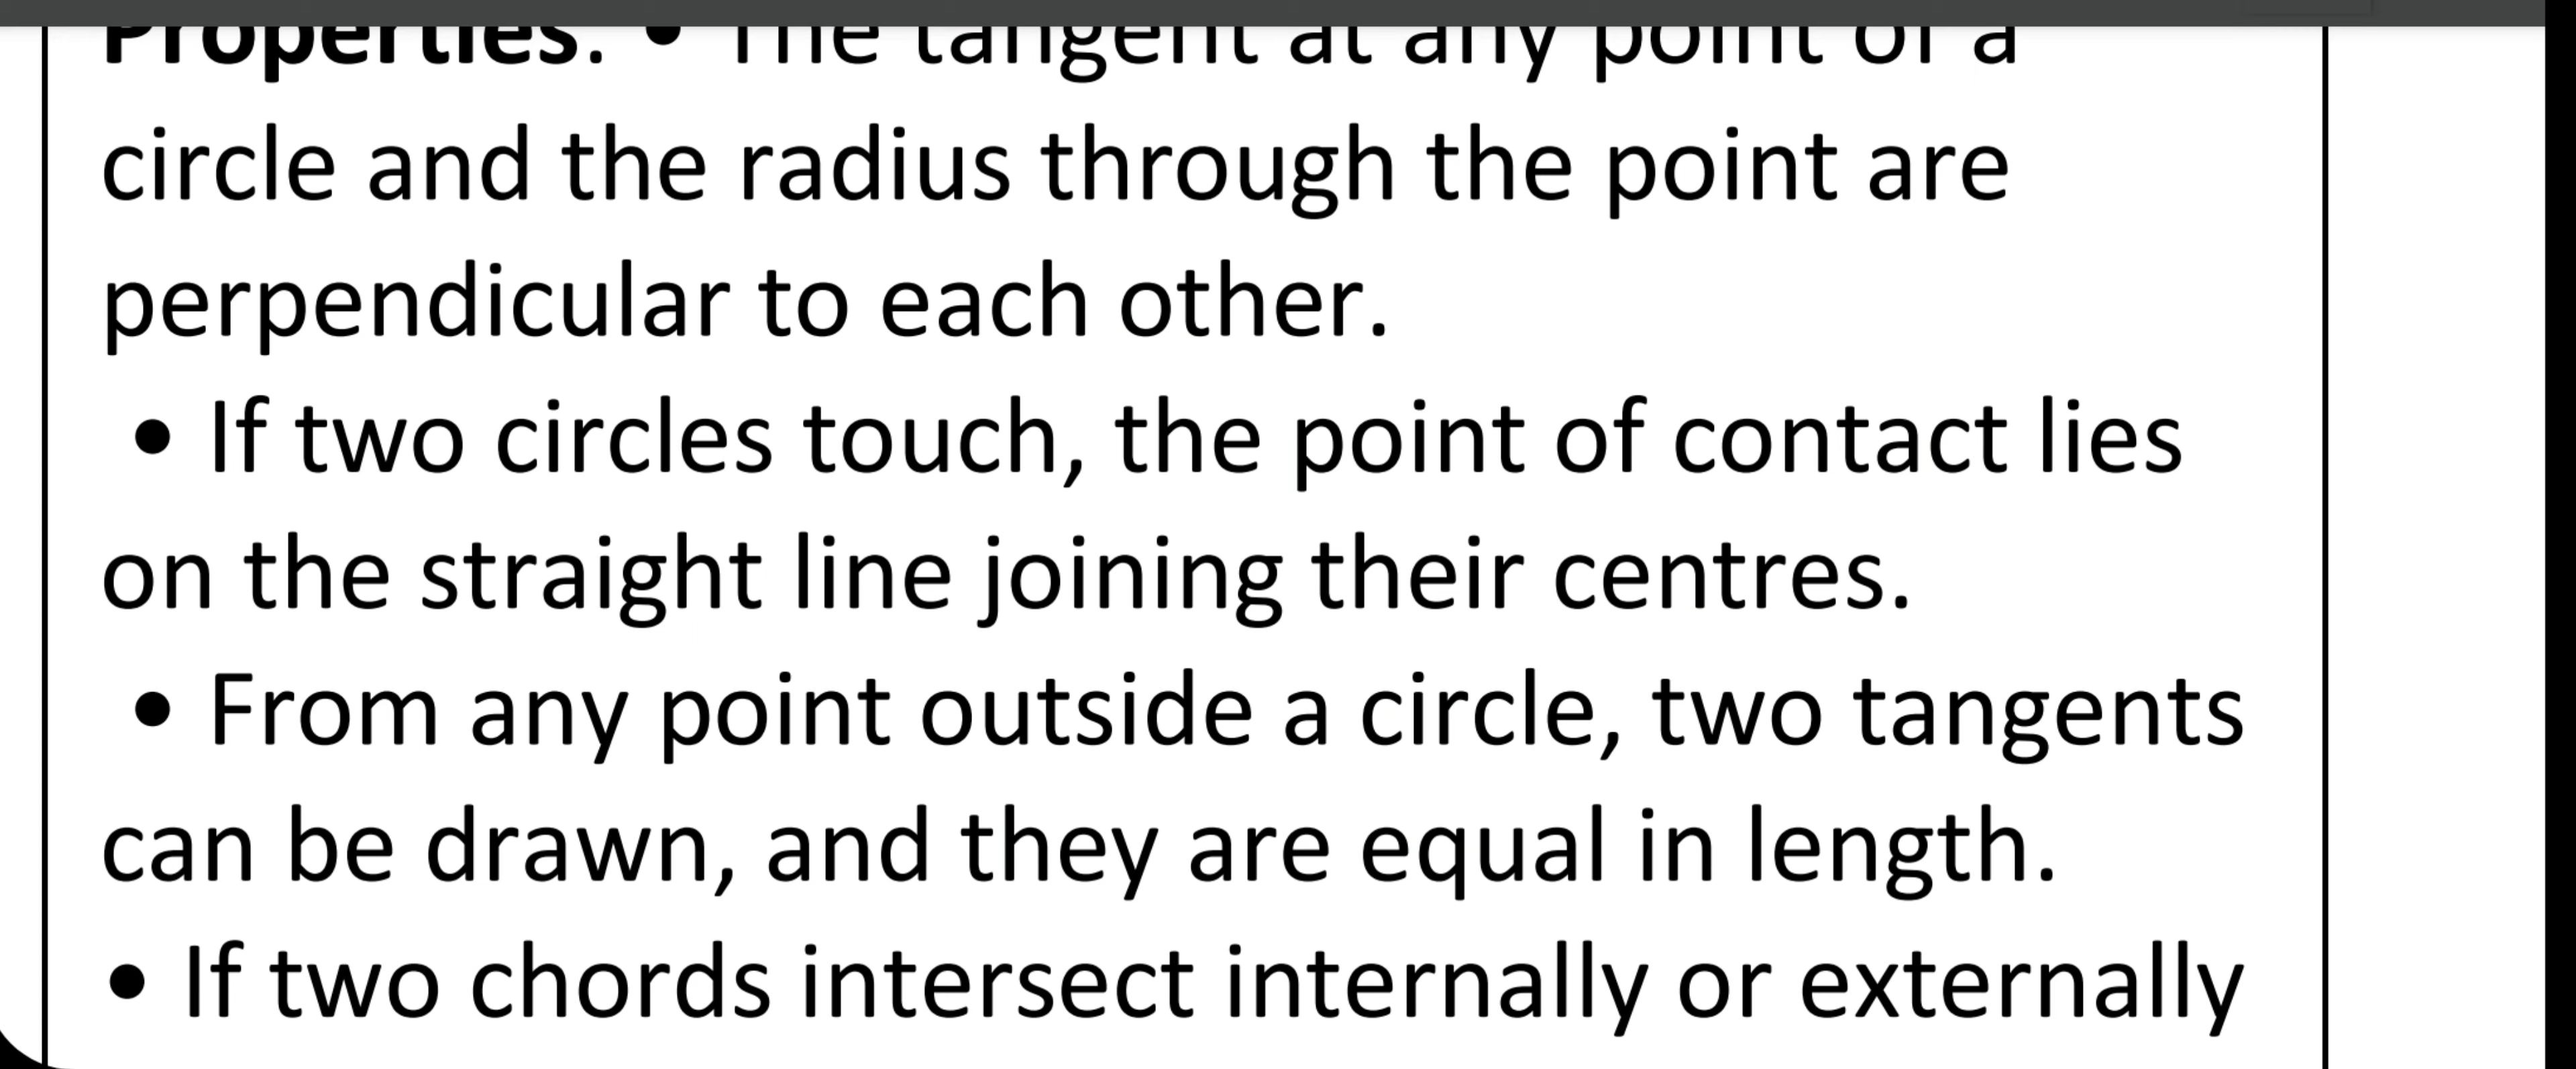 Properties. • The tangent at any point of a
circle and the radius through the point are
perpendicular to each other.
• If two circles touch, the point of contact lies
on the straight line joining their centres.
• From any point outside a circle, two tangents
can be drawn, and they are equal in length.
• If two chords intersect internally or externally